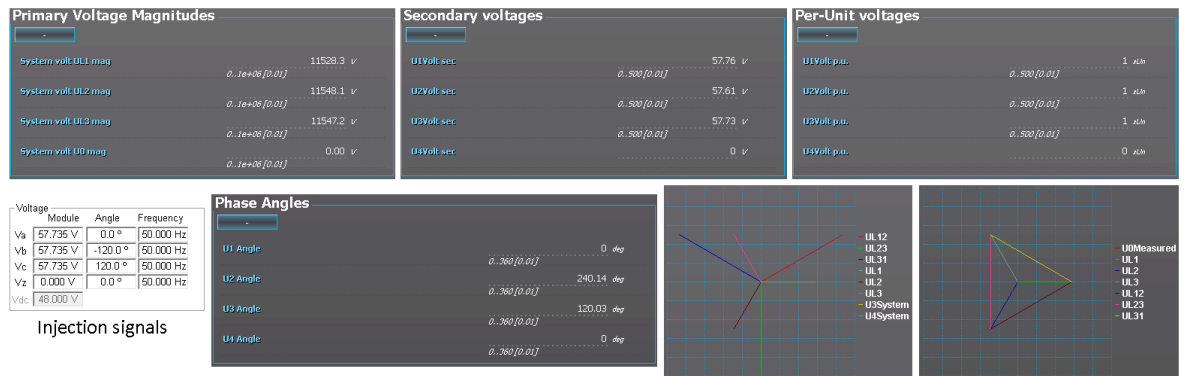 Primary Voltage Magnitudes
-
System volt UL1 mag 11528.3 V
0..1e+06 [0.01]
System volt UL2 mag 11548.1 V
0..1e+06 [0.01]
System volt UL3 mag 11547.2 V
0..1e+06 [0.01]
System volt U0 mag 0.00 V
0..1e+06 [0.01]
Secondary voltages
-
U1Volt sec 57.76 V
0..500 [0.01]
U2Volt sec 57.61 V
0..500 [0.01]
U3Volt sec 57.73 V
0..500 [0.01]
U4Volt sec 0 V
0..500 [0.01]
Per-Unit voltages
-
U1Volt p.u. 1 xUn
0..500 [0.01]
U2Volt p.u. 1 xUn
0..500 [0.01]
U3Volt p.u. 1 xUn
0..500 [0.01]
U4Volt p.u. 0 xUn
Voltage
Module Angle Frequency
Va 57.735 V 0.0 ° 50.000 Hz
Vb 57.735 V -120.0 ° 50.000 Hz
Vc 57.735 V 120.0 ° 50.000 Hz
Vz 0.000 V 0.0 ° 50.000 Hz
Vdc 48.000 V
Injection signals
Phase Angles
-
U1 Angle 0 deg
0..360 [0.01]
U2 Angle 240.14 deg
0..360 [0.01]
U3 Angle 120.03 deg
0..360 [0.01]
U4 Angle 0 deg
0..360 [0.01]
UL12
UL23
UL31
UL1
UL2
UL3
U3System
U4System
U0Measured
UL1
UL2
UL3
UL12
UL23
UL31